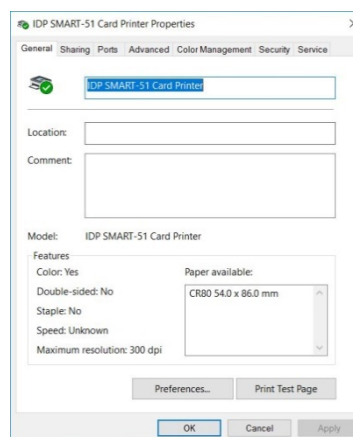 IDP SMART-51 Card Printer Properties
General Sharing Ports Advanced Color Management Security Service
IDP SMART-51 Card Printer
Location:
Comment:
Model: IDP SMART-51 Card Printer
Features
Color: Yes
Paper available:
Double-sided: No
CR80 54.0 x 86.0 mm
Staple: No
Speed: Unknown
Maximum resolution: 300 dpi
Preferences... Print Test Page
OK Cancel Apply